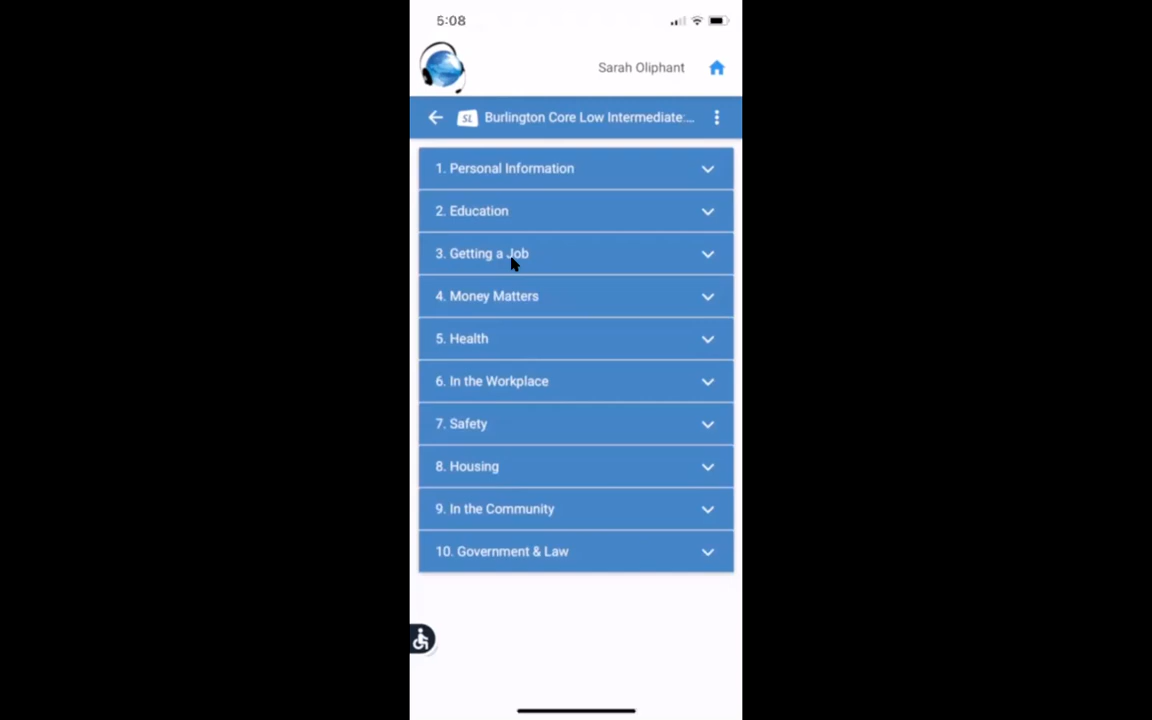 5:08
Sarah Oliphant
SL Burlington Core Low Intermediate:...
1. Personal Information
2. Education
3. Getting a Job
4. Money Matters
5. Health
6. In the Workplace
7. Safety
8. Housing
9. In the Community
10. Government & Law